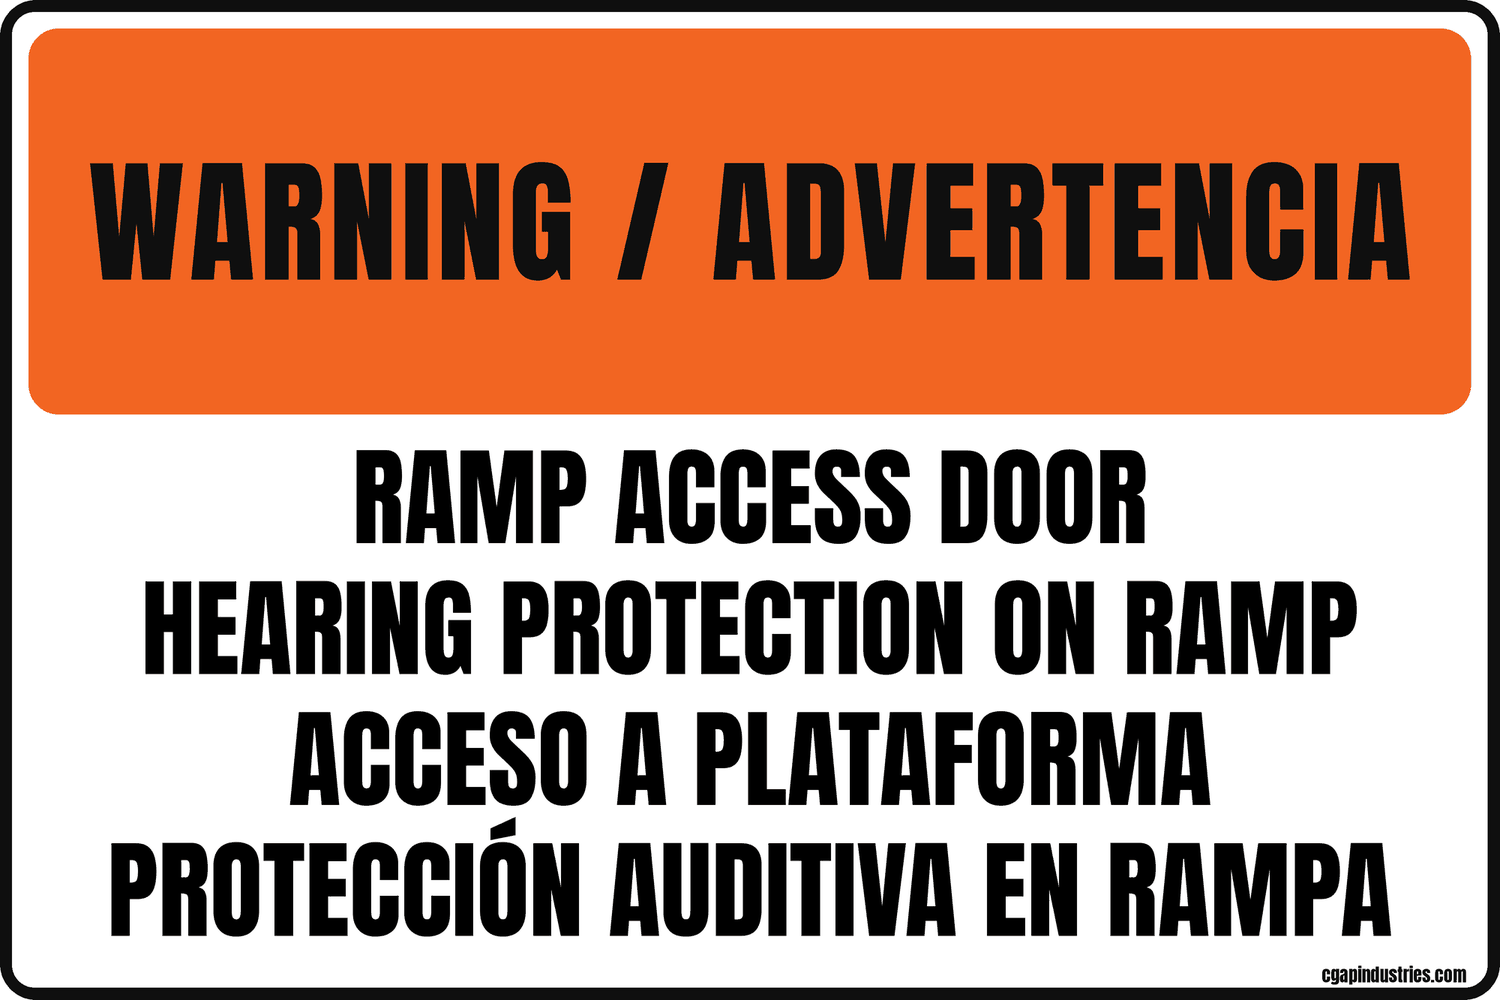 WARNING / ADVERTENCIA
RAMP ACCESS DOOR
HEARING PROTECTION ON RAMP
ACCESO A PLATAFORMA
PROTECCIÓN AUDITIVA EN RAMPA
cgapindustries.com